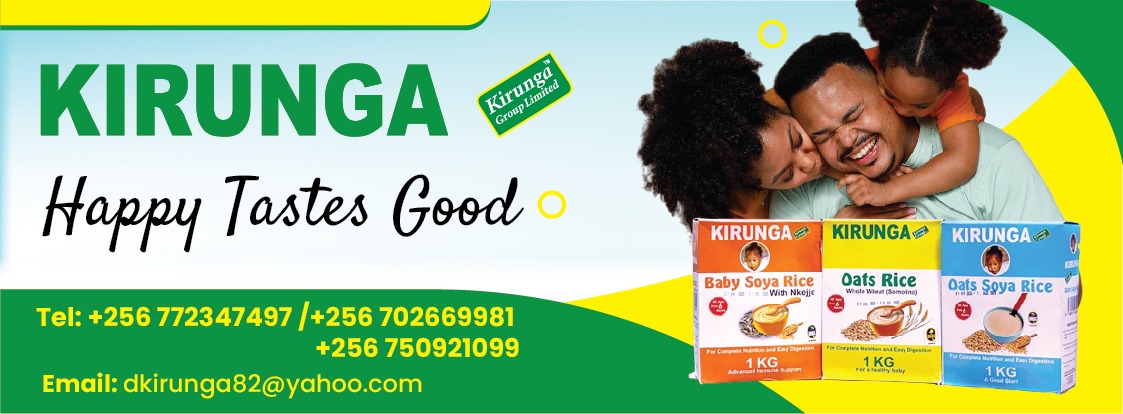 KIRUNGA
Kirunga™
Group Limited
Happy Tastes Good
Tel: +256 772347497 /+256 702669981
+256 750921099
Email: dkirunga82@yahoo.com
KIRUNGA
Baby Soya Rice
With Nkejje
For Complete Nutrition and Easy Digestion
1 KG
Advanced Immune Support
KIRUNGA
Oats Rice
Whole Wheat (Semolina)
For Complete Nutrition and Easy Digestion
1 KG
For a healthy baby
KIRUNGA
Oats Soya Rice
For Complete Nutrition and Easy Digestion
1 KG
A Good Start